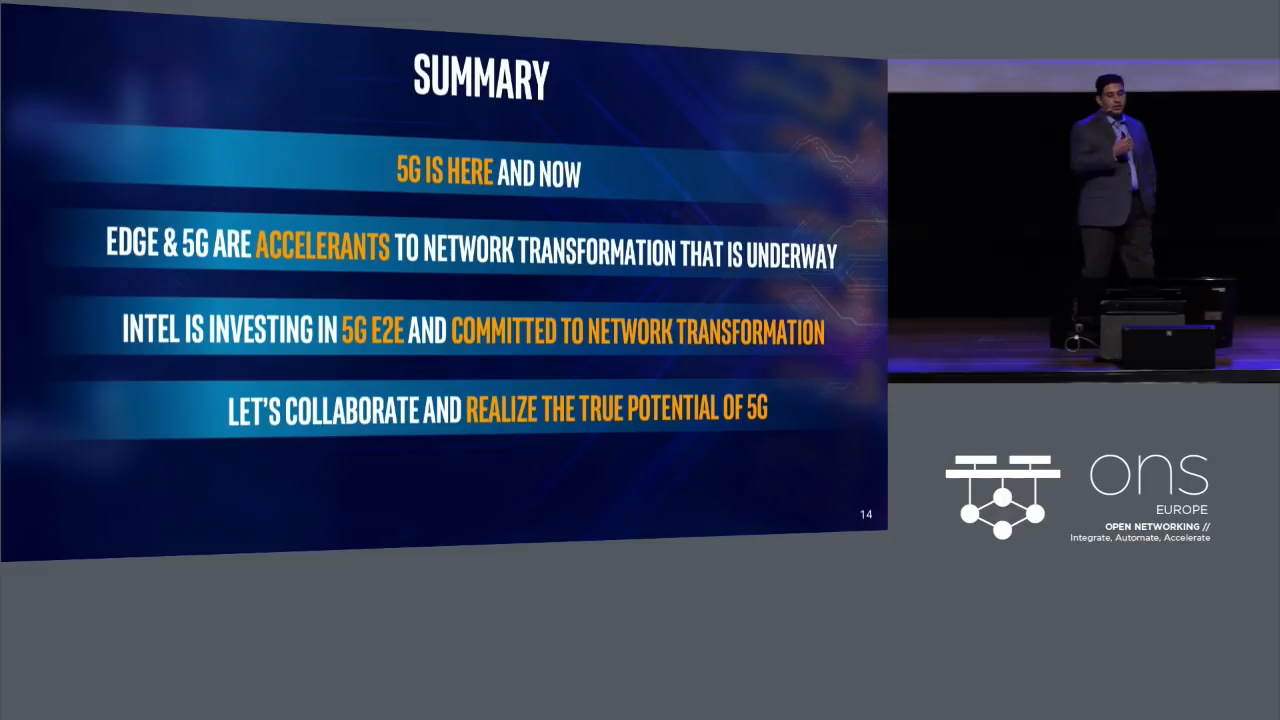 SUMMARY
5G IS HERE AND NOW
EDGE & 5G ARE ACCELERANTS TO NETWORK TRANSFORMATION THAT IS UNDERWAY
INTEL IS INVESTING IN 5G E2E AND COMMITTED TO NETWORK TRANSFORMATION
LET'S COLLABORATE AND REALIZE THE TRUE POTENTIAL OF 5G
14
ons
EUROPE
OPEN NETWORKING //
Integrate, Automate, Accelerate